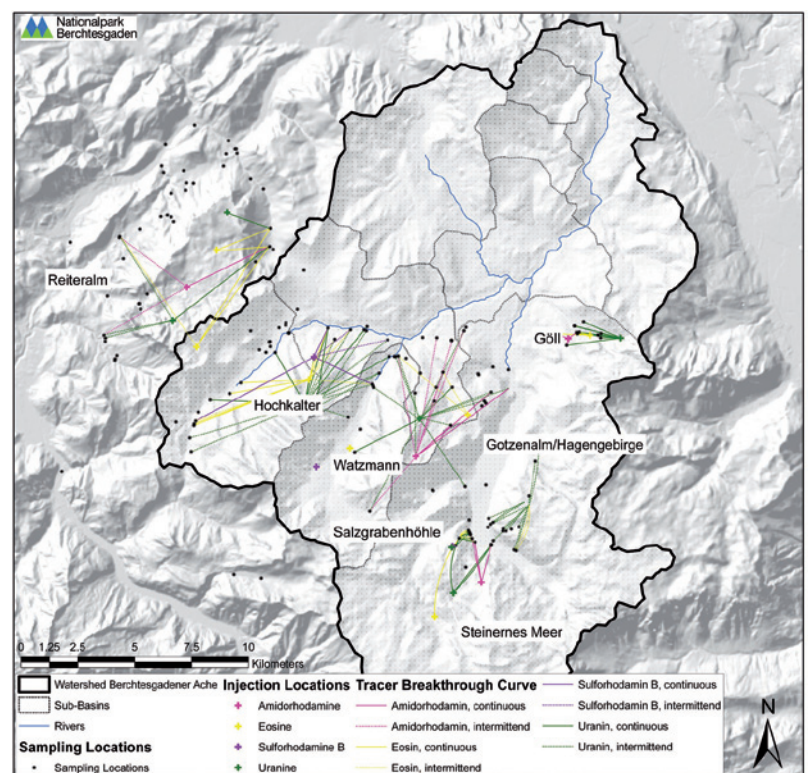 Nationalpark
Berchtesgaden
Reiteralm
Göll
Hochkalter
Gotzenalm/Hagengebirge
Watzmann
Salzgrabenhöhle
Steinernes Meer
0 1.25 2.5 5 7.5 10
Kilometers
N
Watershed Berchtesgadener Ache
Sub-Basins
Rivers
Sampling Locations
Sampling Locations
Injection Locations
Amidorhodamine
Eosine
Sulforhodamine B
Uranine
Tracer Breakthrough Curve
Amidorhodamin, continuous
Amidorhodamin, intermittend
Eosin, continuous
Eosin, intermittend
Sulforhodamin B, continuous
Sulforhodamin B, intermittend
Uranin, continuous
Uranin, intermittend